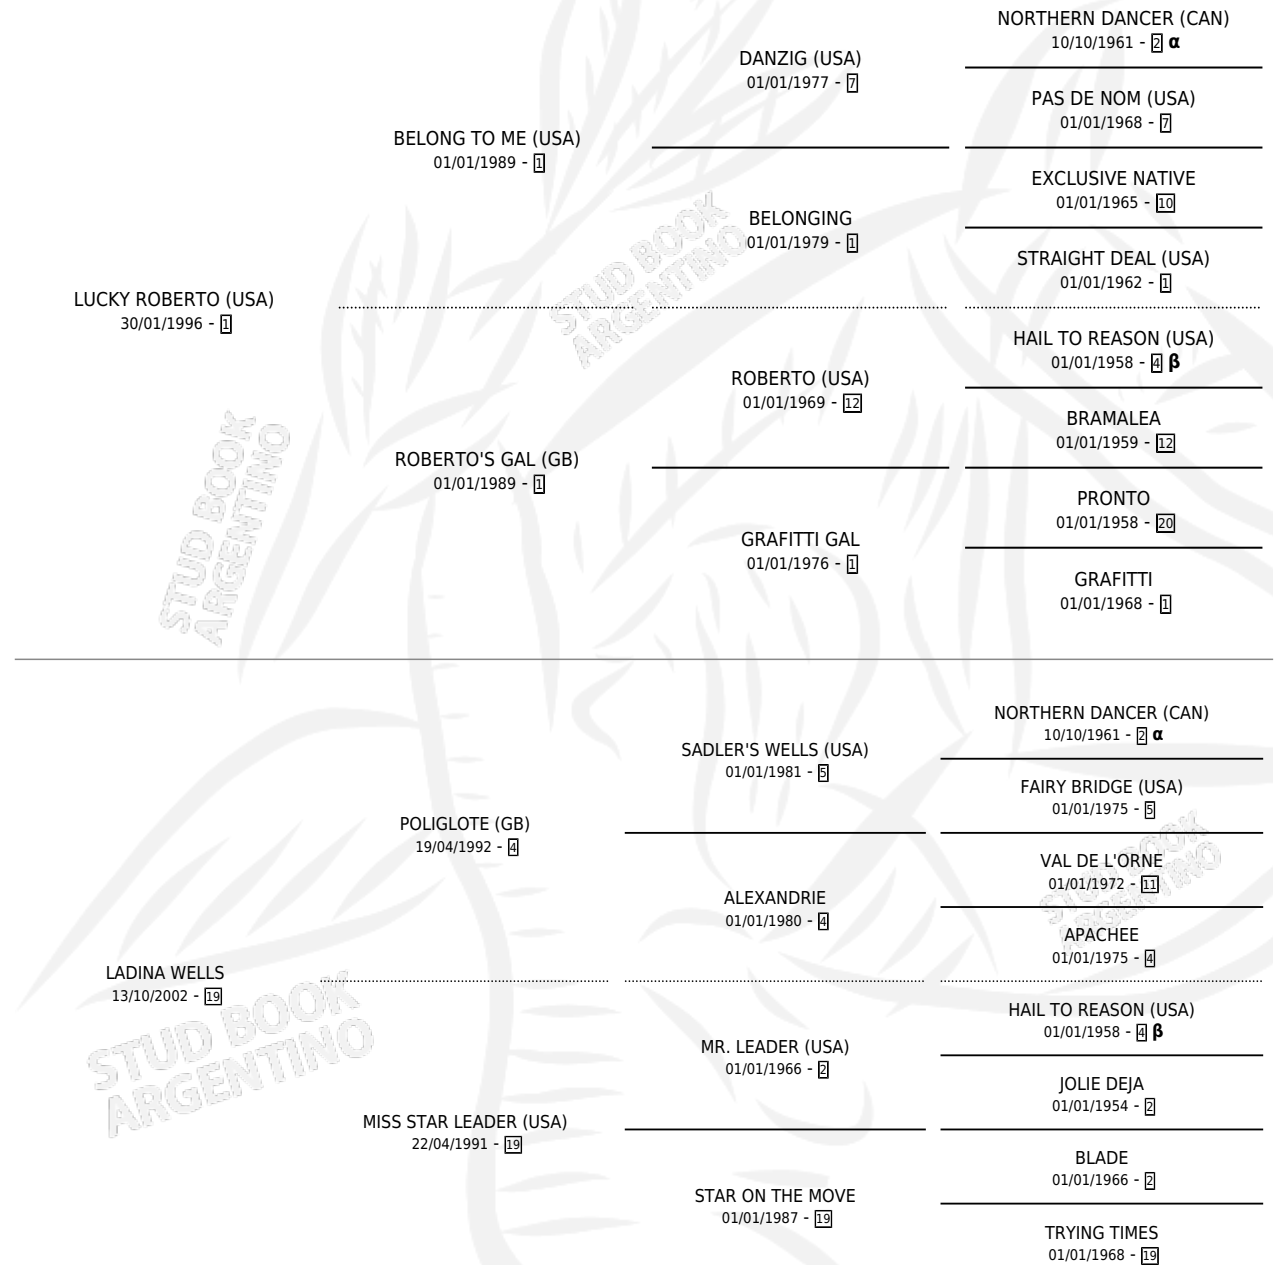 NORTHERN DANCER (CAN)
10/10/1961 - 2 α
DANZIG (USA)
01/01/1977 - 7
PAS DE NOM (USA)
01/01/1968 - 7
BELONG TO ME (USA)
01/01/1989 - 1
EXCLUSIVE NATIVE
01/01/1965 - 10
BELONGING
01/01/1979 - 1
STRAIGHT DEAL (USA)
01/01/1962 - 1
LUCKY ROBERTO (USA)
30/01/1996 - 1
HAIL TO REASON (USA)
01/01/1958 - 4 β
ROBERTO (USA)
01/01/1969 - 12
BRAMALEA
01/01/1959 - 12
ROBERTO'S GAL (GB)
01/01/1989 - 1
PRONTO
01/01/1958 - 20
GRAFITTI GAL
01/01/1976 - 1
GRAFITTI
01/01/1968 - 1
NORTHERN DANCER (CAN)
10/10/1961 - 2 α
SADLER'S WELLS (USA)
01/01/1981 - 5
FAIRY BRIDGE (USA)
01/01/1975 - 5
POLIGLOTE (GB)
19/04/1992 - 4
VAL DE L'ORNE
01/01/1972 - 11
ALEXANDRIE
01/01/1980 - 4
APACHEE
01/01/1975 - 4
LADINA WELLS
13/10/2002 - 19
HAIL TO REASON (USA)
01/01/1958 - 4 β
MR. LEADER (USA)
01/01/1966 - 2
JOLIE DEJA
01/01/1954 - 2
MISS STAR LEADER (USA)
22/04/1991 - 19
BLADE
01/01/1966 - 2
STAR ON THE MOVE
01/01/1987 - 19
TRYING TIMES
01/01/1968 - 19
STUD BOOK
ARGENTINO
STUD BOOK
ARGENTINO
STUD BOOK
ARGENTINO
STUD BOOK
ARGENTINO